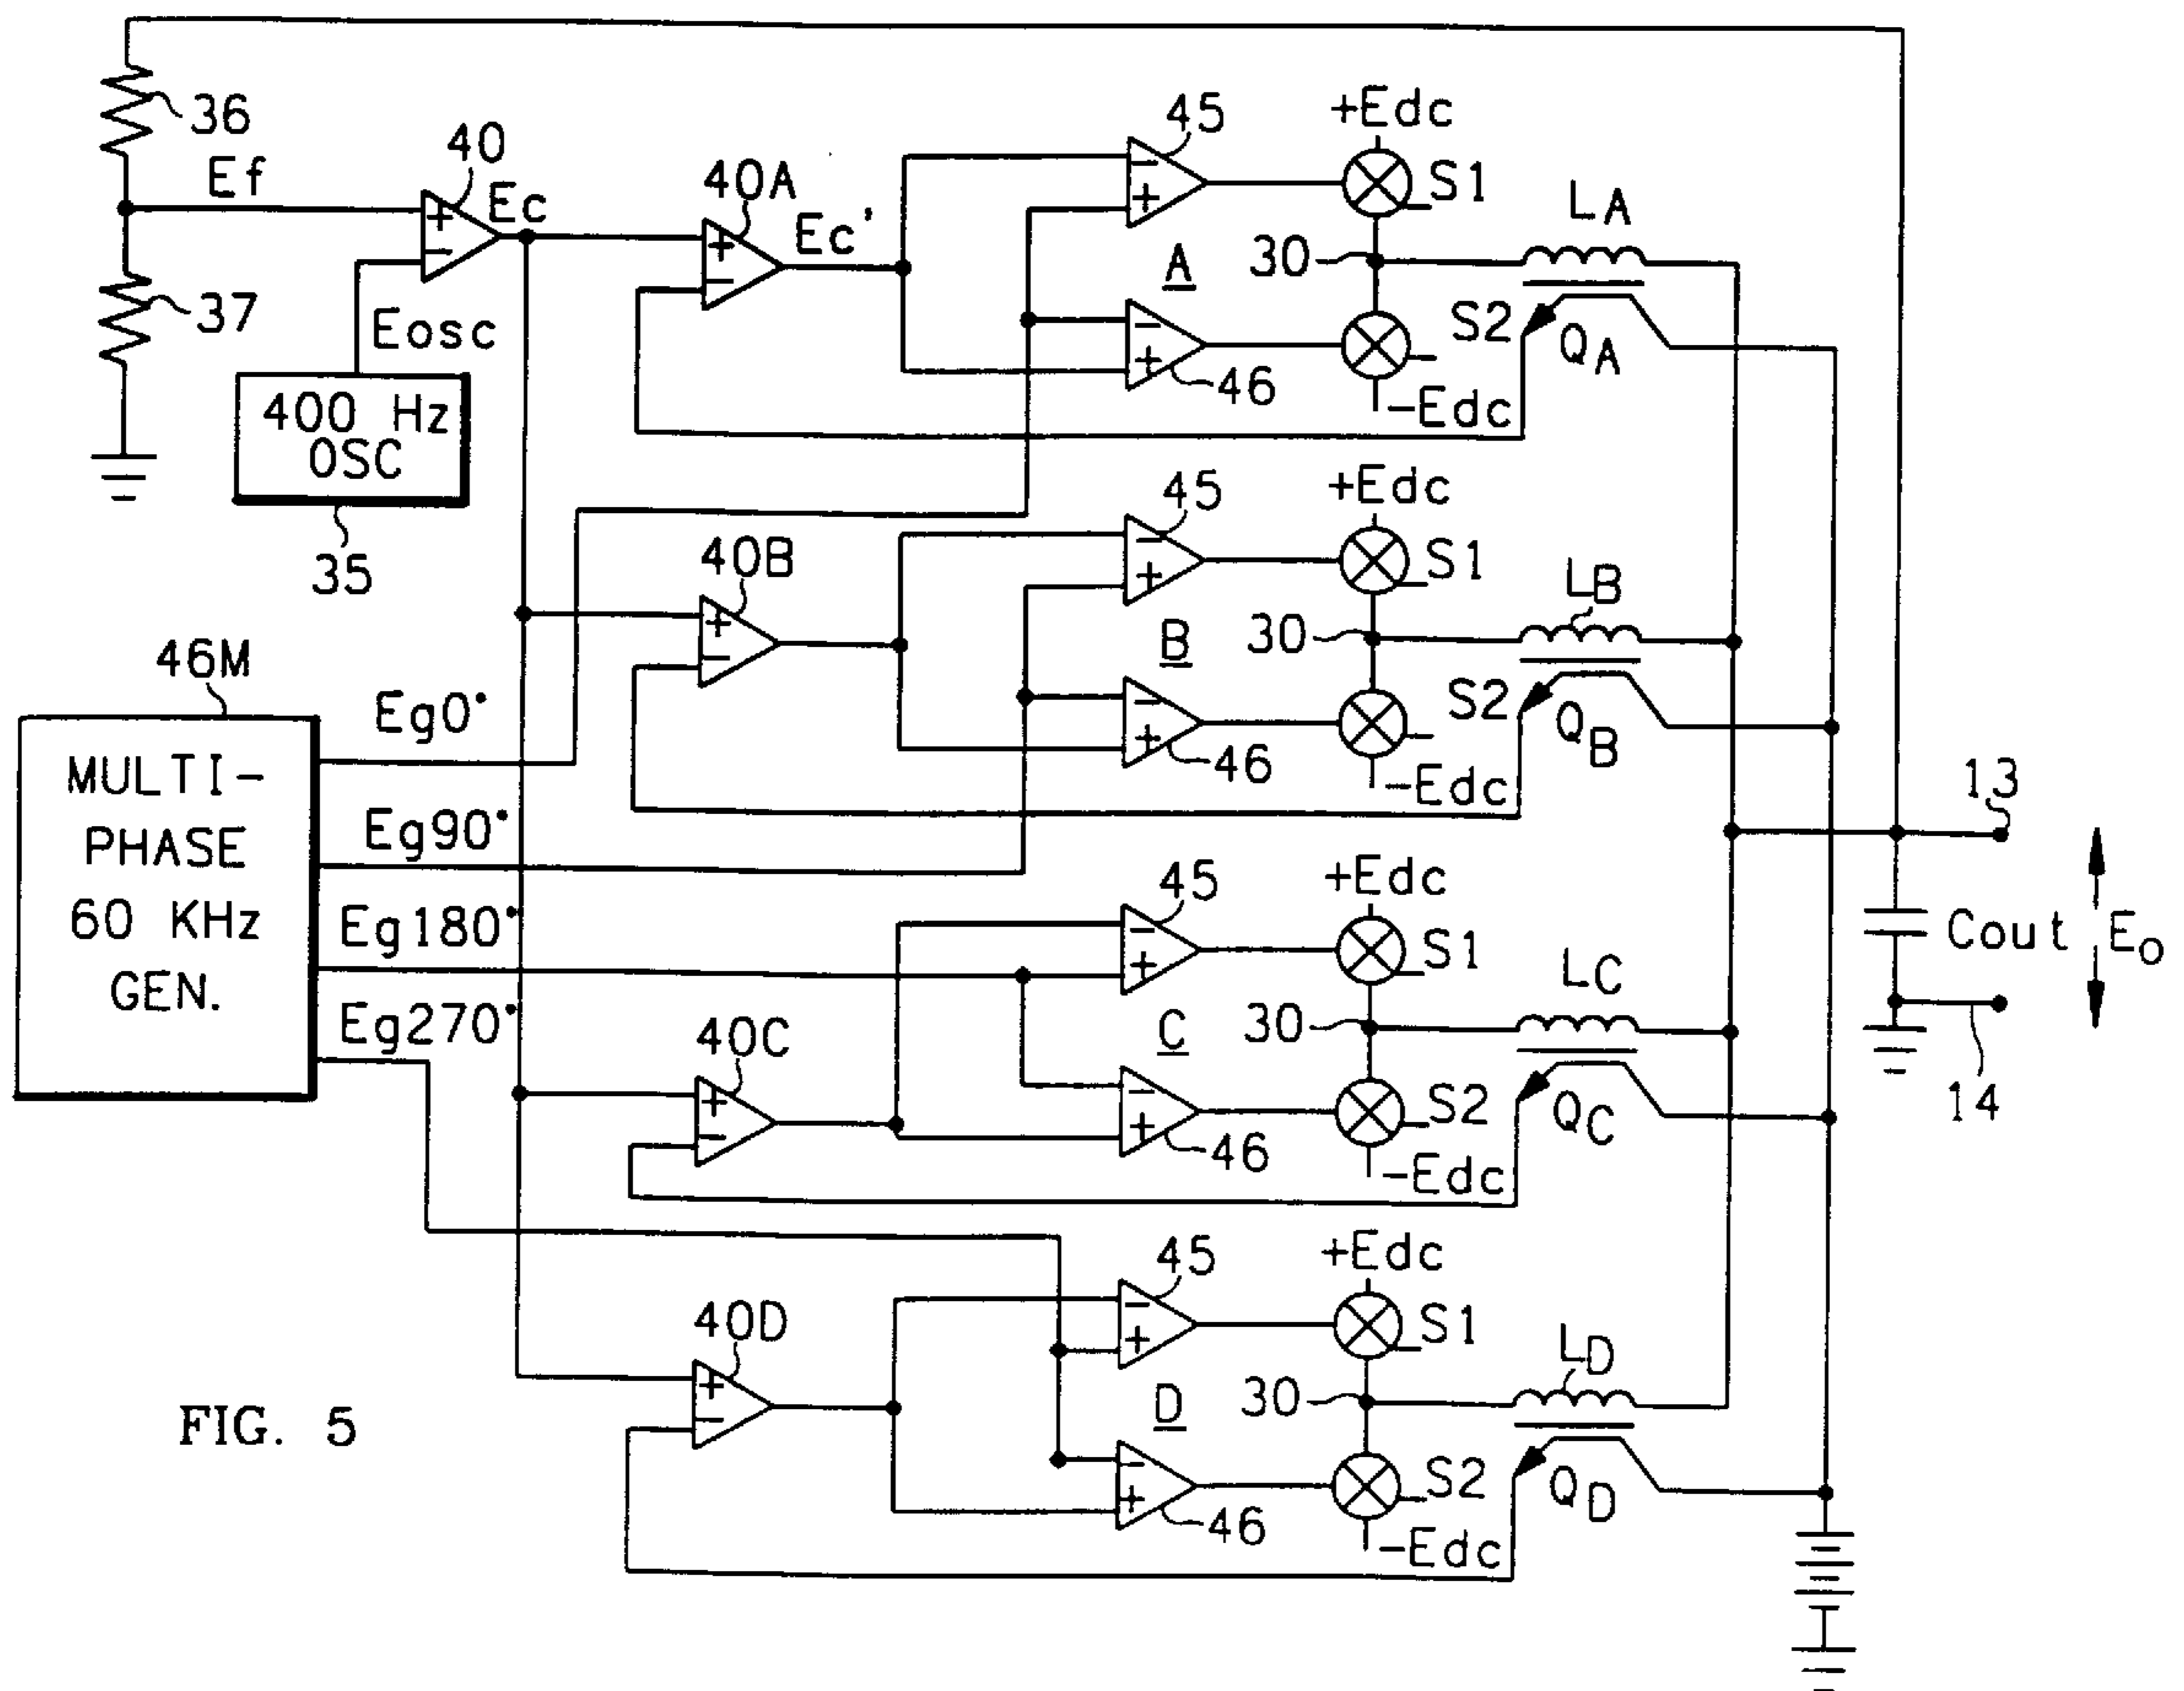 36
Ef
37
40
Ec
+
-
Eosc
400 Hz
OSC
35
40A
+
-
Ec'
45
-
+
A
-
+
46
+Edc
S1
30
S2
-Edc
LA
QA
40B
+
-
45
-
+
B
-
+
46
+Edc
S1
30
S2
-Edc
LB
QB
46M
MULTI-
PHASE
60 KHz
GEN.
Eg0°
Eg90°
Eg180°
Eg270°
13
Cout
Eo
14
40C
+
-
45
-
+
C
-
+
46
+Edc
S1
30
S2
-Edc
LC
QC
40D
+
-
45
-
+
D
-
+
46
+Edc
S1
30
S2
-Edc
LD
QD
FIG. 5